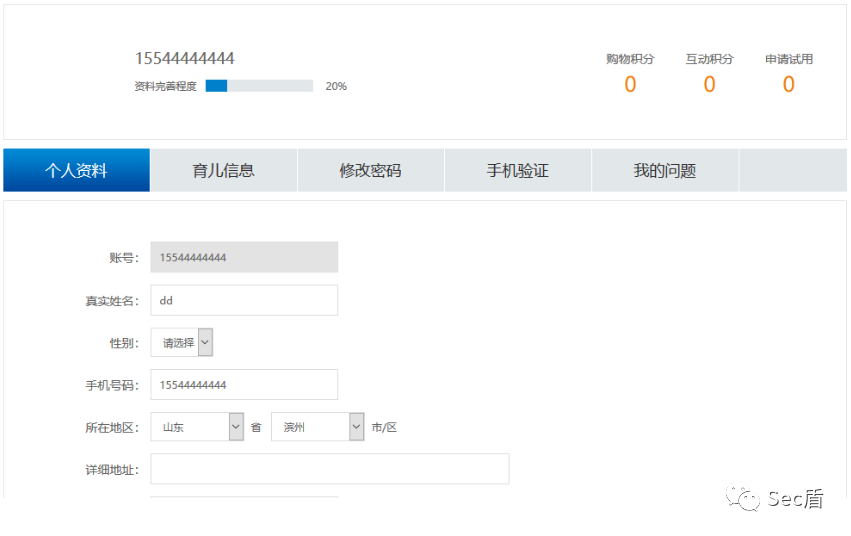 15544444444
购物积分 互动积分 申请试用
资料完善程度 20%
0 0 0
个人资料 育儿信息 修改密码 手机验证 我的问题
账号： 15544444444
真实姓名： dd
性别： 请选择
手机号码： 15544444444
所在地区： 山东 省 滨州 市/区
详细地址：
Sec盾